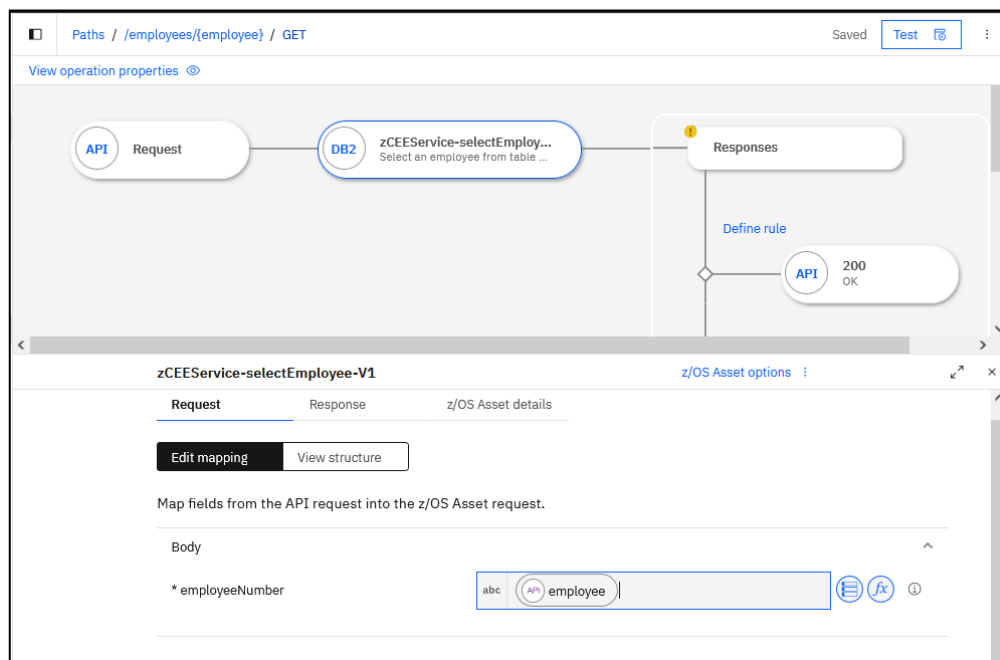 Paths / /employees/{employee} / GET
Saved
Test
View operation properties
API Request
DB2 zCEEService-selectEmploy...
Select an employee from table ...
! Responses
Define rule
API 200
OK
zCEEService-selectEmployee-V1
z/OS Asset options
Request Response z/OS Asset details
Edit mapping View structure
Map fields from the API request into the z/OS Asset request.
Body
* employeeNumber abc API employee fx